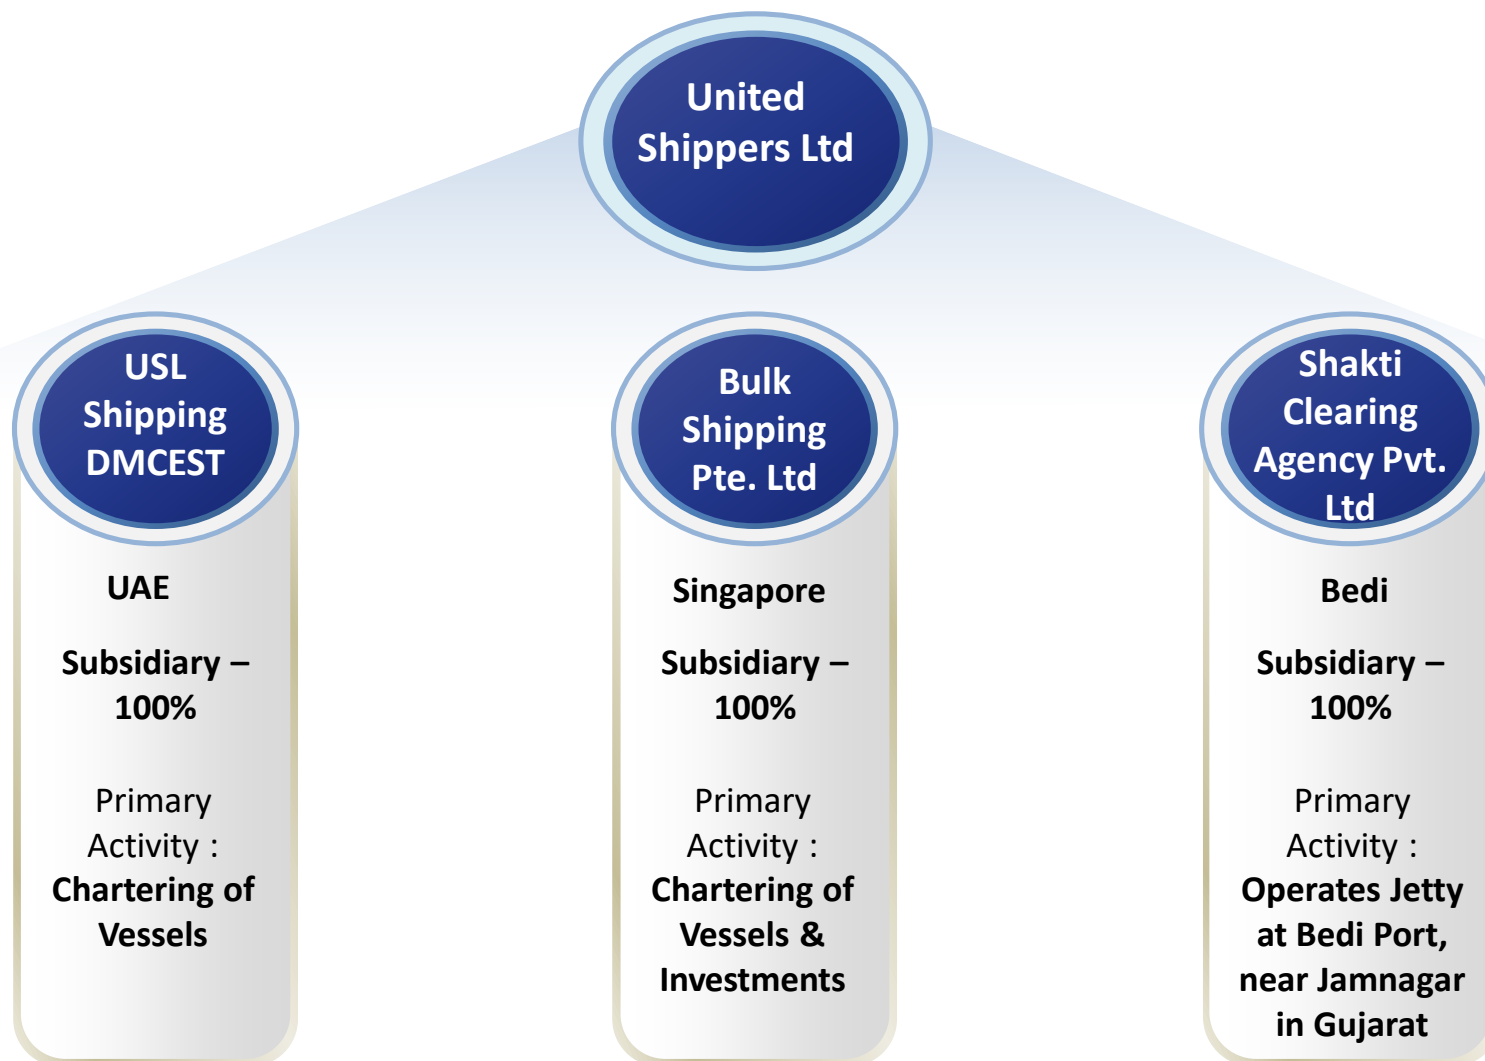 United
Shippers Ltd
USL
Shipping
DMCEST
UAE
Subsidiary –
100%
Primary
Activity :
Chartering of
Vessels
Bulk
Shipping
Pte. Ltd
Singapore
Subsidiary –
100%
Primary
Activity :
Chartering of
Vessels &
Investments
Shakti
Clearing
Agency Pvt.
Ltd
Bedi
Subsidiary –
100%
Primary
Activity :
Operates Jetty
at Bedi Port,
near Jamnagar
in Gujarat